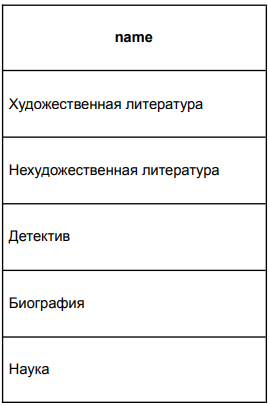 name
Художественная литература
Нехудожественная литература
Детектив
Биография
Наука